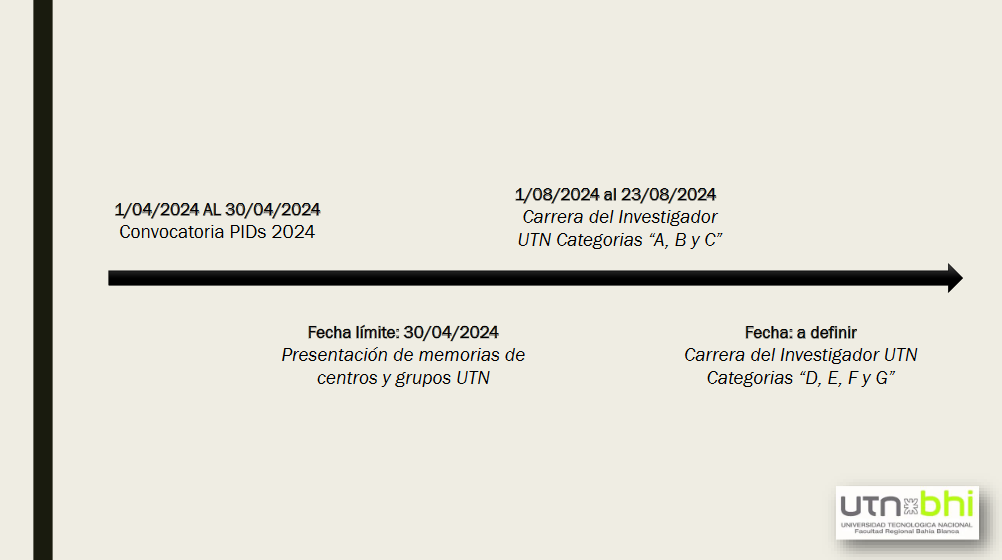 1/04/2024 AL 30/04/2024
Convocatoria PIDs 2024
1/08/2024 al 23/08/2024
Carrera del Investigador
UTN Categorias “A, B y C”
Fecha límite: 30/04/2024
Presentación de memorias de
centros y grupos UTN
Fecha: a definir
Carrera del Investigador UTN
Categorias “D, E, F y G”
utn bhi
UNIVERSIDAD TECNOLOGICA NACIONAL
Facultad Regional Bahía Blanca